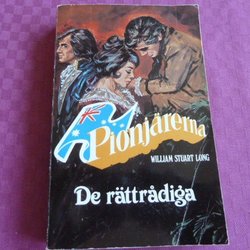 Pionjärerna
WILLIAM STUART LONG
De rättrådiga